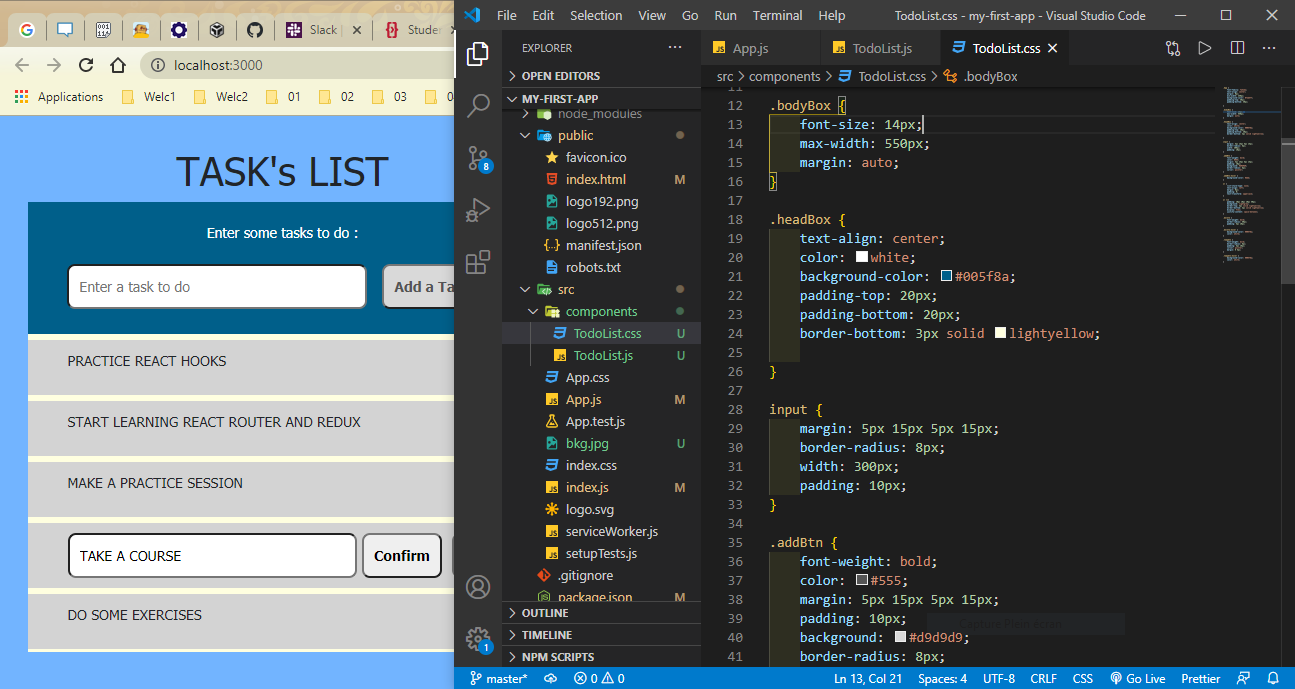 Slack |
Studer
localhost:3000
Applications
Welc1
Welc2
01
02
03
TASK's LIST
Enter some tasks to do :
Enter a task to do
Add a Ta
PRACTICE REACT HOOKS
START LEARNING REACT ROUTER AND REDUX
MAKE A PRACTICE SESSION
TAKE A COURSE
Confirm
DO SOME EXERCISES
File Edit Selection View Go Run Terminal Help
TodoList.css - my-first-app - Visual Studio Code
EXPLORER
OPEN EDITORS
MY-FIRST-APP
node_modules
public
favicon.ico
index.html M
logo192.png
logo512.png
manifest.json
robots.txt
src
components
TodoList.css U
TodoList.js U
App.css
App.js M
App.test.js
bkg.jpg U
index.css
index.js M
logo.svg
serviceWorker.js
setupTests.js
.gitignore
package.json M
OUTLINE
TIMELINE
NPM SCRIPTS
8
1
App.js
TodoList.js
TodoList.css
src > components > TodoList.css > .bodyBox
11
12 .bodyBox {
13 font-size: 14px;
14 max-width: 550px;
15 margin: auto;
16 }
17
18 .headBox {
19 text-align: center;
20 color: white;
21 background-color: #005f8a;
22 padding-top: 20px;
23 padding-bottom: 20px;
24 border-bottom: 3px solid lightyellow;
25
26 }
27
28 input {
29 margin: 5px 15px 5px 15px;
30 border-radius: 8px;
31 width: 300px;
32 padding: 10px;
33 }
34
35 .addBtn {
36 font-weight: bold;
37 color: #555;
38 margin: 5px 15px 5px 15px;
39 padding: 10px;
40 background: #d9d9d9;
41 border-radius: 8px;
master*
0 0
Ln 13, Col 21
Spaces: 4
UTF-8
CRLF
CSS
Go Live
Prettier